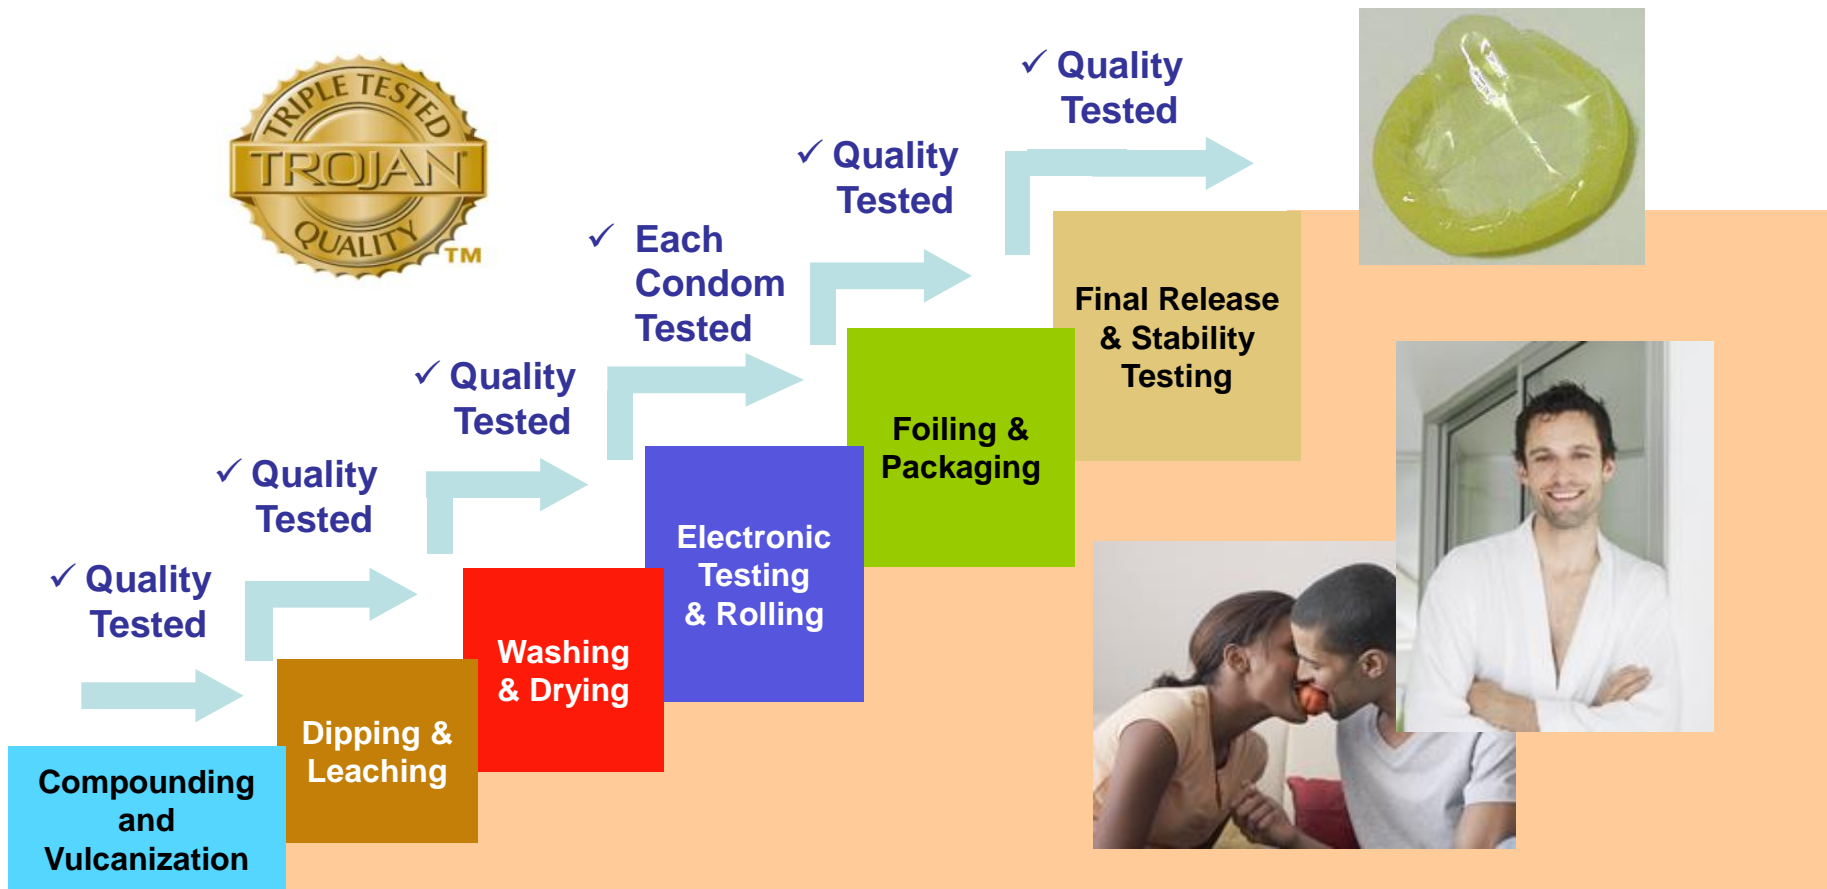 TRIPLE TESTED
TROJAN®
QUALITY
TM
✓ Quality
Tested
✓ Quality
Tested
✓ Each
Condom
Tested
✓ Quality
Tested
✓ Quality
Tested
✓ Quality
Tested
Final Release
& Stability
Testing
Foiling &
Packaging
Electronic
Testing
& Rolling
Washing
& Drying
Dipping &
Leaching
Compounding
and
Vulcanization